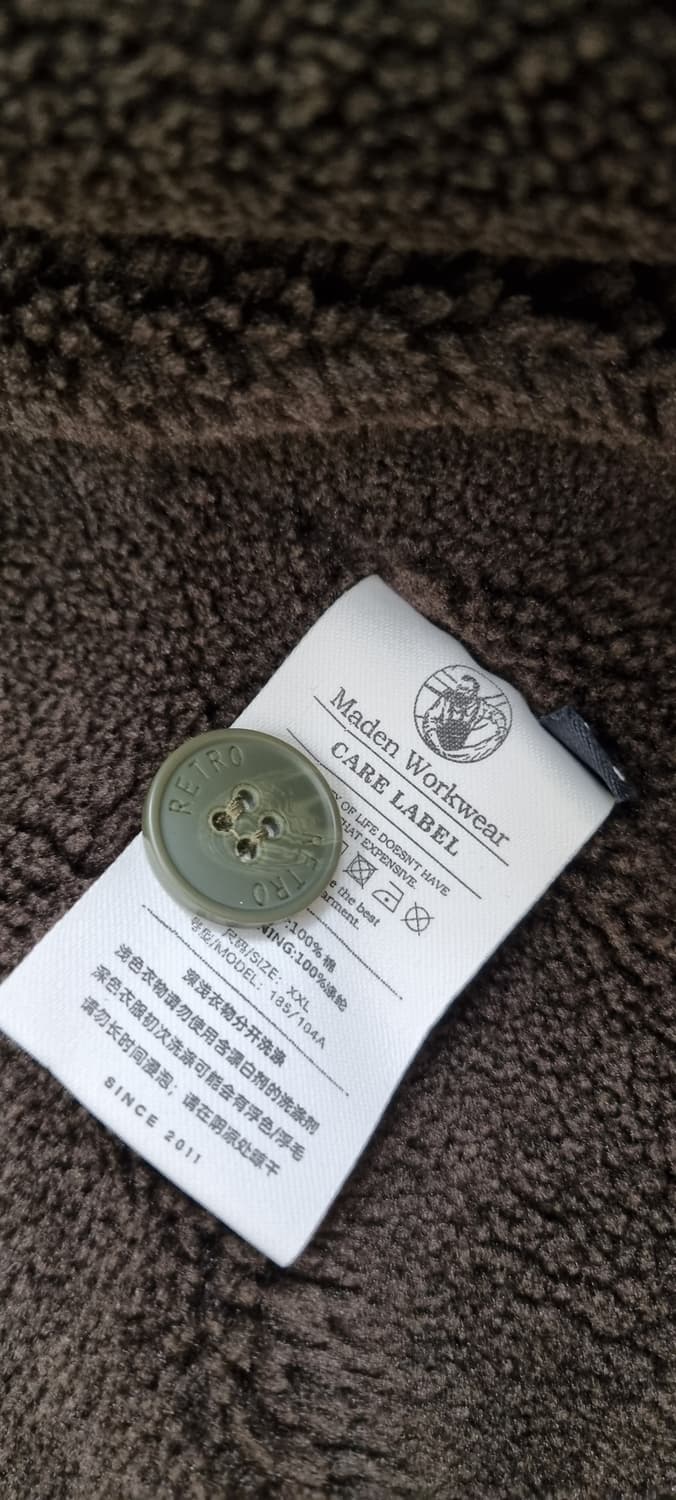 Maden Workwear
CARE LABEL
Y OF LIFE DOESN'T HAVE
HAT EXPENSIVE
e the best
arment.
:100%棉
NING:100%涤纶
尺码/SIZE: XXL
号型/MODEL: 185/104A
深浅衣物分开洗涤
浅色衣物请勿使用含漂白剂的洗涤剂
深色衣服初次洗涤可能会有浮色/浮毛
请勿长时间浸泡；请在阴凉处晾干
SINCE 2011
RETRO
RETRO